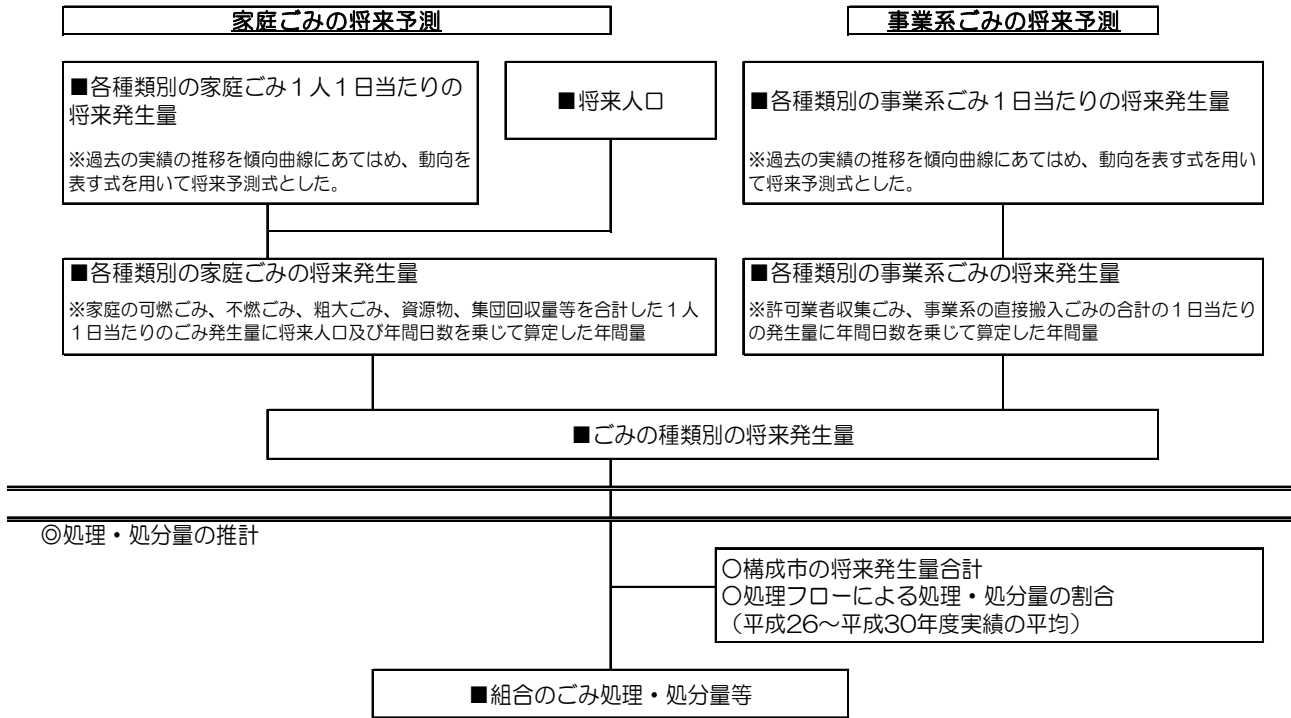 家庭ごみの将来予測
事業系ごみの将来予測
■各種類別の家庭ごみ１人１日当たりの
将来発生量
※過去の実績の推移を傾向曲線にあてはめ、動向を
表す式を用いて将来予測式とした。
■将来人口
■各種類別の事業系ごみ１日当たりの将来発生量
※過去の実績の推移を傾向曲線にあてはめ、動向を表す式を用い
て将来予測式とした。
■各種類別の家庭ごみの将来発生量
※家庭の可燃ごみ、不燃ごみ、粗大ごみ、資源物、集団回収量等を合計した１人
１日当たりのごみ発生量に将来人口及び年間日数を乗じて算定した年間量
■各種類別の事業系ごみの将来発生量
※許可業者収集ごみ、事業系の直接搬入ごみの合計の１日当たり
の発生量に年間日数を乗じて算定した年間量
■ごみの種類別の将来発生量
◎処理・処分量の推計
○構成市の将来発生量合計
○処理フローによる処理・処分量の割合
（平成26～平成30年度実績の平均）
■組合のごみ処理・処分量等